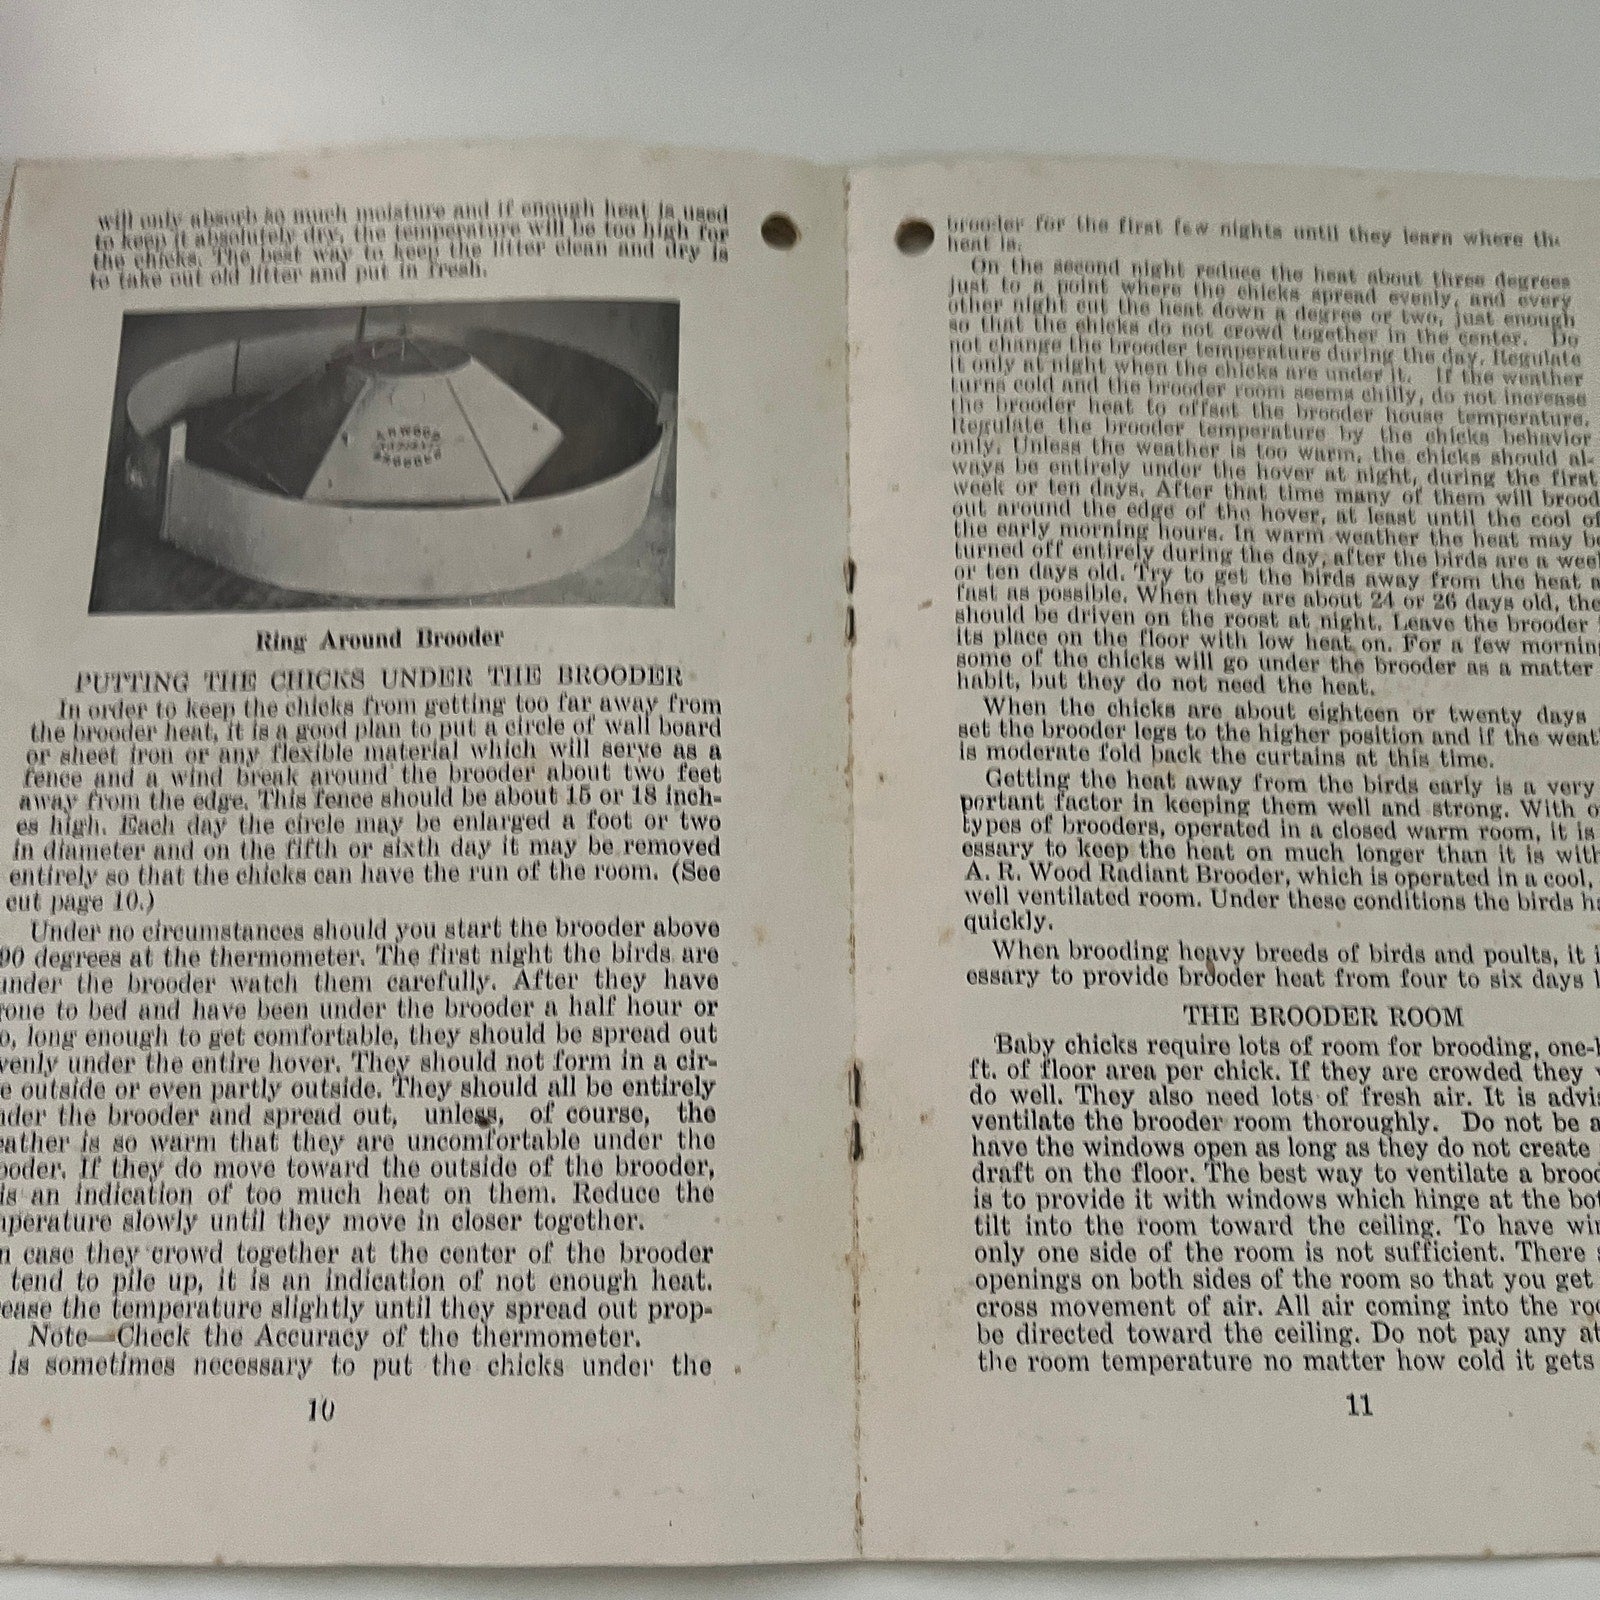 will only absorb so much moisture and if enough heat is used
to keep it absolutely dry, the temperature will be too high for
the chicks. The best way to keep the litter clean and dry is
to take out old litter and put in fresh.
A.R.WOOD
BROODER
Ring Around Brooder
PUTTING THE CHICKS UNDER THE BROODER
In order to keep the chicks from getting too far away from
the brooder heat, it is a good plan to put a circle of wall board
or sheet iron or any flexible material which will serve as a
fence and a wind break around the brooder about two feet
away from the edge. This fence should be about 15 or 18 inch-
es high. Each day the circle may be enlarged a foot or two
in diameter and on the fifth or sixth day it may be removed
entirely so that the chicks can have the run of the room. (See
cut page 10.)
Under no circumstances should you start the brooder above
90 degrees at the thermometer. The first night the birds are
under the brooder watch them carefully. After they have
gone to bed and have been under the brooder a half hour or
o, long enough to get comfortable, they should be spread out
venly under the entire hover. They should not form in a cir-
e outside or even partly outside. They should all be entirely
nder the brooder and spread out, unless, of course, the
eather is so warm that they are uncomfortable under the
ooder. If they do move toward the outside of the brooder,
is an indication of too much heat on them. Reduce the
mperature slowly until they move in closer together.
n case they crowd together at the center of the brooder
tend to pile up, it is an indication of not enough heat.
rease the temperature slightly until they spread out prop-
Note—Check the Accuracy of the thermometer.
is sometimes necessary to put the chicks under the
10
brooder for the first few nights until they learn where th
heat is.
On the second night reduce the heat about three degrees
just to a point where the chicks spread evenly, and every
other night cut the heat down a degree or two, just enough
so that the chicks do not crowd together in the center. Do
not change the brooder temperature during the day. Regulate
it only at night when the chicks are under it. If the weather
turns cold and the brooder room seems chilly, do not increase
the brooder heat to offset the brooder house temperature.
Regulate the brooder temperature by the chicks behavior
only. Unless the weather is too warm, the chicks should al-
ways be entirely under the hover at night, during the first
week or ten days. After that time many of them will brood
out around the edge of the hover, at least until the cool of
the early morning hours. In warm weather the heat may be
turned off entirely during the day, after the birds are a week
or ten days old. Try to get the birds away from the heat a
fast as possible. When they are about 24 or 26 days old, the
should be driven on the roost at night. Leave the brooder
its place on the floor with low heat on. For a few mornin
some of the chicks will go under the brooder as a matter
habit, but they do not need the heat.
When the chicks are about eighteen or twenty days
set the brooder legs to the higher position and if the weat
is moderate fold back the curtains at this time.
Getting the heat away from the birds early is a very
portant factor in keeping them well and strong. With o
types of brooders, operated in a closed warm room, it is
essary to keep the heat on much longer than it is with
A. R. Wood Radiant Brooder, which is operated in a cool,
well ventilated room. Under these conditions the birds ha
quickly.
When brooding heavy breeds of birds and poults, it i
essary to provide brooder heat from four to six days l
THE BROODER ROOM
Baby chicks require lots of room for brooding, one-h
ft. of floor area per chick. If they are crowded they w
do well. They also need lots of fresh air. It is advis
ventilate the brooder room thoroughly. Do not be a
have the windows open as long as they do not create
draft on the floor. The best way to ventilate a brood
is to provide it with windows which hinge at the bot
tilt into the room toward the ceiling. To have win
only one side of the room is not sufficient. There s
openings on both sides of the room so that you get
cross movement of air. All air coming into the roo
be directed toward the ceiling. Do not pay any at
the room temperature no matter how cold it gets
11